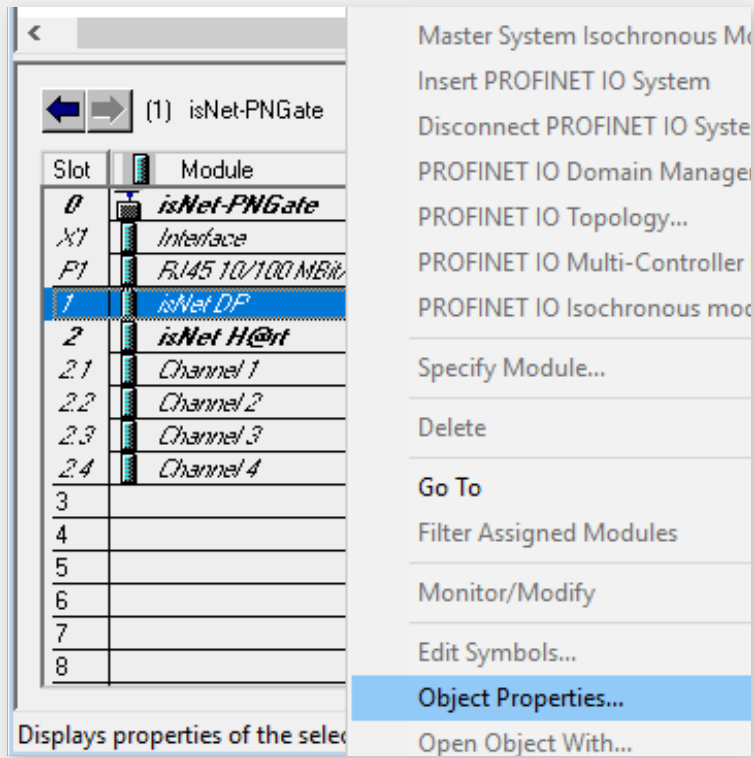 <
(1) isNet-PNGate
Slot Module
0 isNet-PNGate
X1 Interface
P1 RJ45 10/100 MBit/
1 isNet DP
2 isNet H@rt
2.1 Channel 1
2.2 Channel 2
2.3 Channel 3
2.4 Channel 4
3
4
5
6
7
8
Displays properties of the selec
Master System Isochronous Mo
Insert PROFINET IO System
Disconnect PROFINET IO Syste
PROFINET IO Domain Manager
PROFINET IO Topology...
PROFINET IO Multi-Controller
PROFINET IO Isochronous mod
Specify Module...
Delete
Go To
Filter Assigned Modules
Monitor/Modify
Edit Symbols...
Object Properties...
Open Object With...